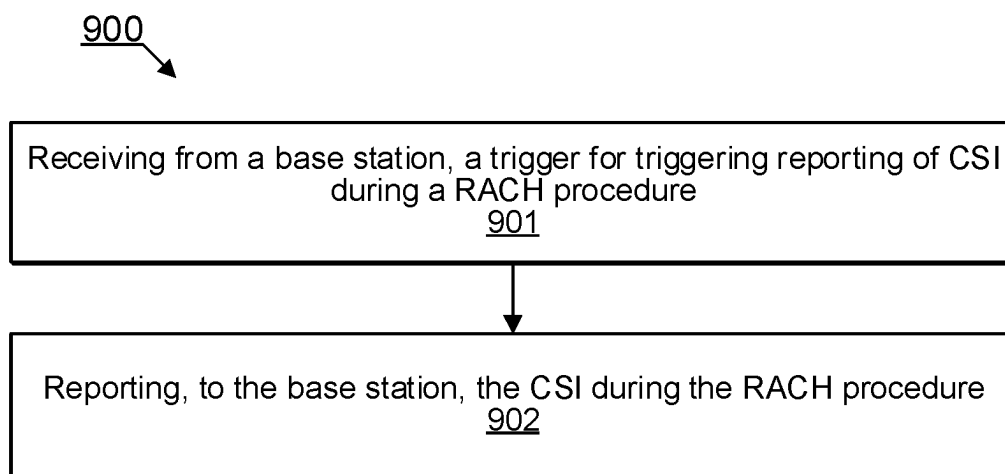 900
Receiving from a base station, a trigger for triggering reporting of CSI
during a RACH procedure
901
Reporting, to the base station, the CSI during the RACH procedure
902